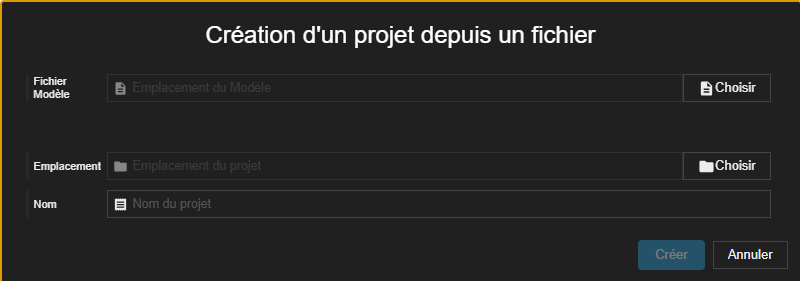 Création d'un projet depuis un fichier
Fichier
Modèle
Emplacement du Modèle
Choisir
Emplacement
Emplacement du projet
Choisir
Nom
Nom du projet
Créer
Annuler